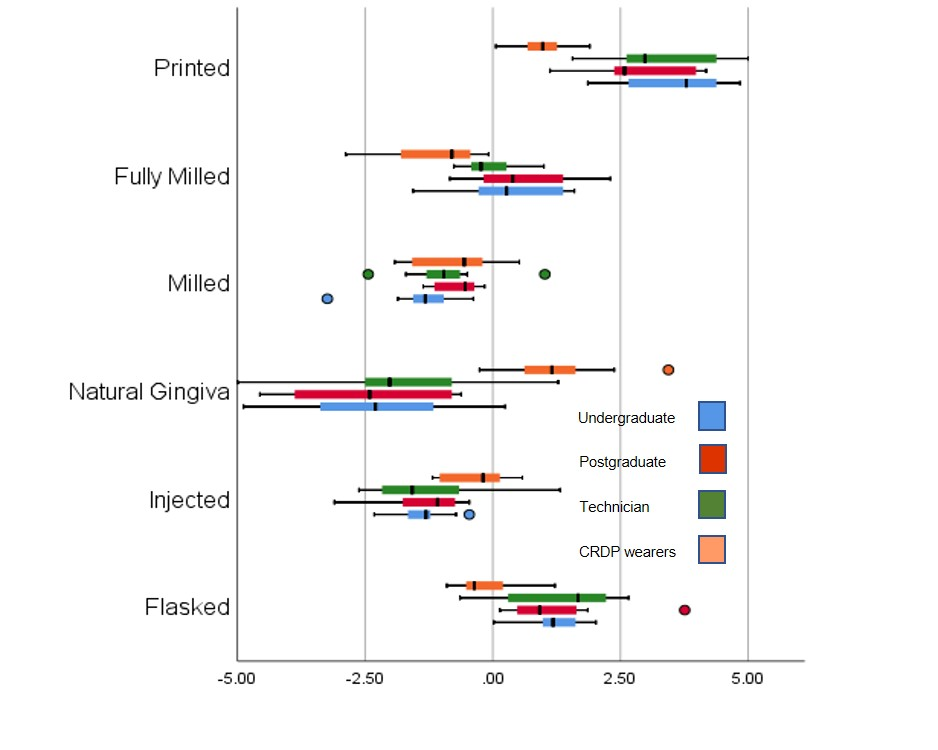 Printed
Fully Milled
Milled
Natural Gingiva
Undergraduate
Postgraduate
Injected
Technician
CRDP wearers
Flasked
-5.00 -2.50 .00 2.50 5.00